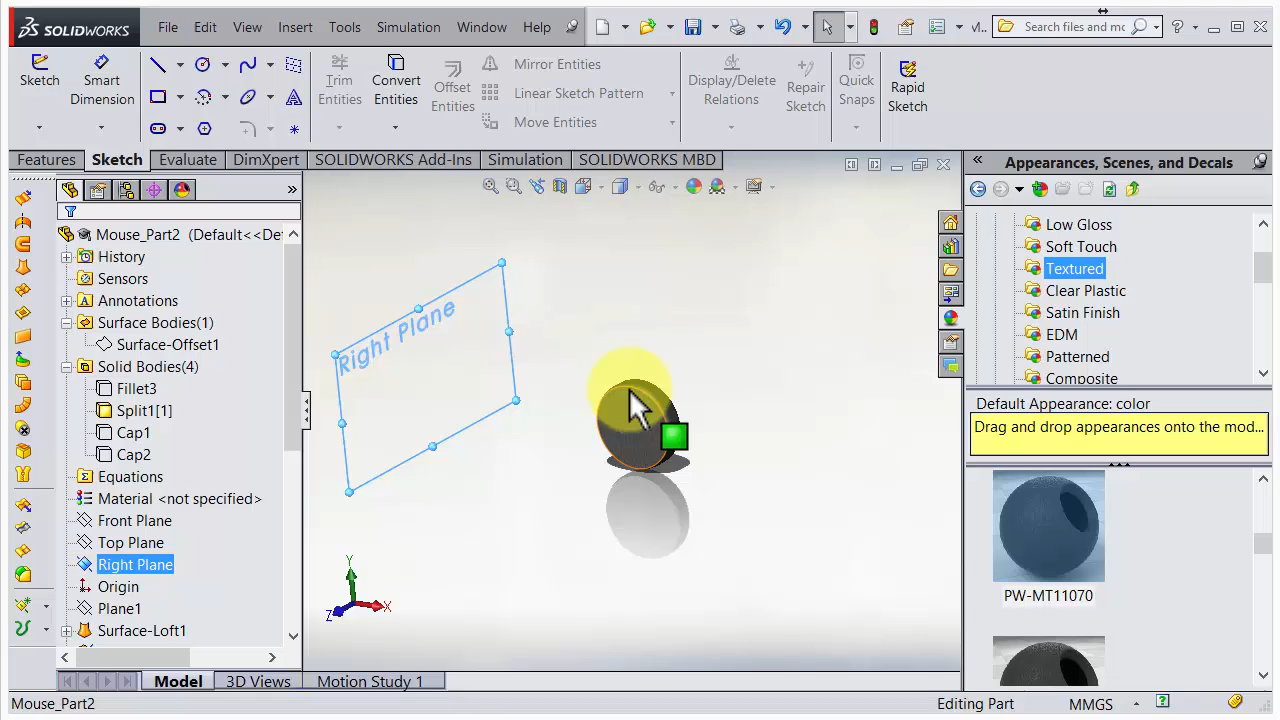 SOLIDWORKS
File Edit View Insert Tools Simulation Window Help
Search files and mo...
Sketch
Smart Dimension
Trim Entities
Convert Entities
Offset Entities
Mirror Entities
Linear Sketch Pattern
Move Entities
Display/Delete Relations
Repair Sketch
Quick Snaps
Rapid Sketch
Features Sketch Evaluate DimXpert SOLIDWORKS Add-Ins Simulation SOLIDWORKS MBD
Mouse_Part2 (Default<<De
History
Sensors
Annotations
Surface Bodies(1)
Surface-Offset1
Solid Bodies(4)
Fillet3
Split1[1]
Cap1
Cap2
Equations
Material <not specified>
Front Plane
Top Plane
Right Plane
Origin
Plane1
Surface-Loft1
Right Plane
Y
X
Z
Appearances, Scenes, and Decals
Low Gloss
Soft Touch
Textured
Clear Plastic
Satin Finish
EDM
Patterned
Composite
Default Appearance: color
Drag and drop appearances onto the mod...
PW-MT11070
Model 3D Views Motion Study 1
Mouse_Part2
Editing Part
MMGS